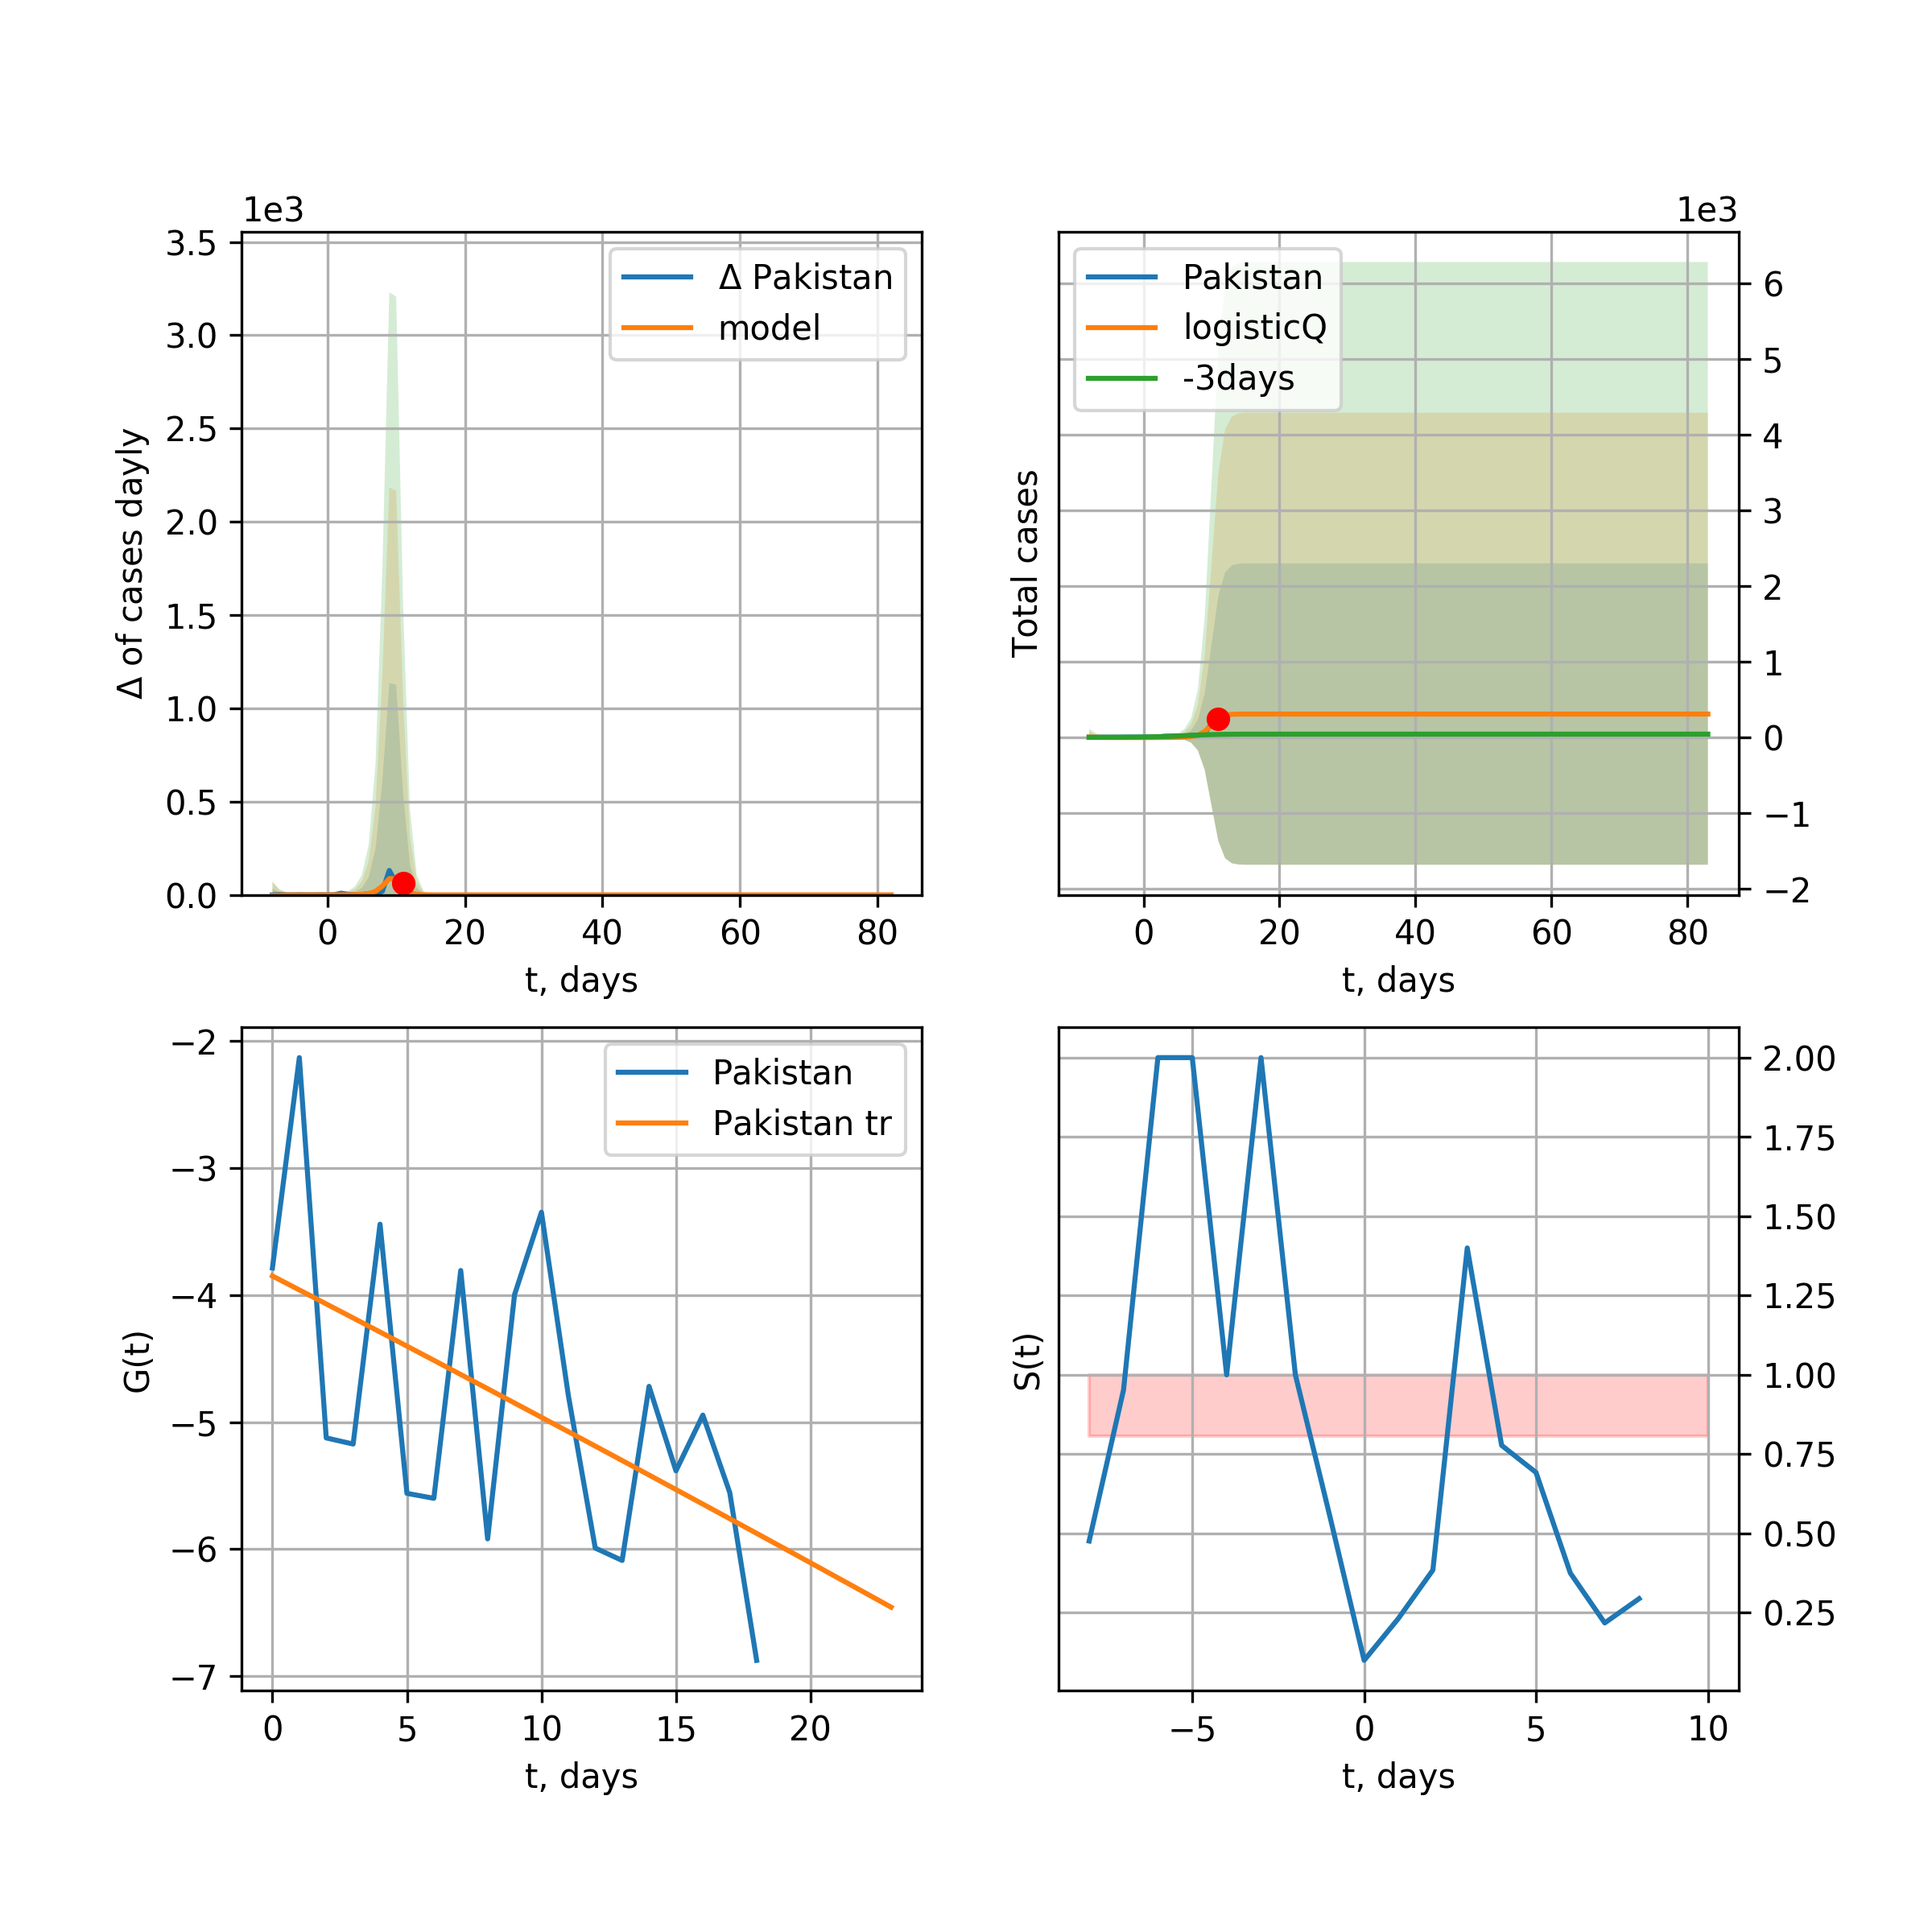 1e3
3.5
3.0
2.5
2.0
1.5
1.0
0.5
0.0
Δ of cases dayly
Δ Pakistan
model
0 20 40 60 80
t, days
1e3
Pakistan
logisticQ
-3days
Total cases
6
5
4
3
2
1
0
−1
−2
0 20 40 60 80
t, days
−2
−3
−4
−5
−6
−7
G(t)
Pakistan
Pakistan tr
0 5 10 15 20
t, days
S(t)
2.00
1.75
1.50
1.25
1.00
0.75
0.50
0.25
−5 0 5 10
t, days